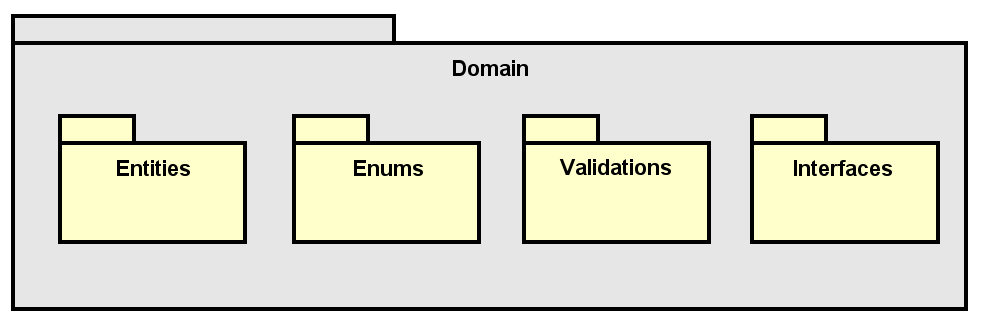 Domain
Entities
Enums
Validations
Interfaces